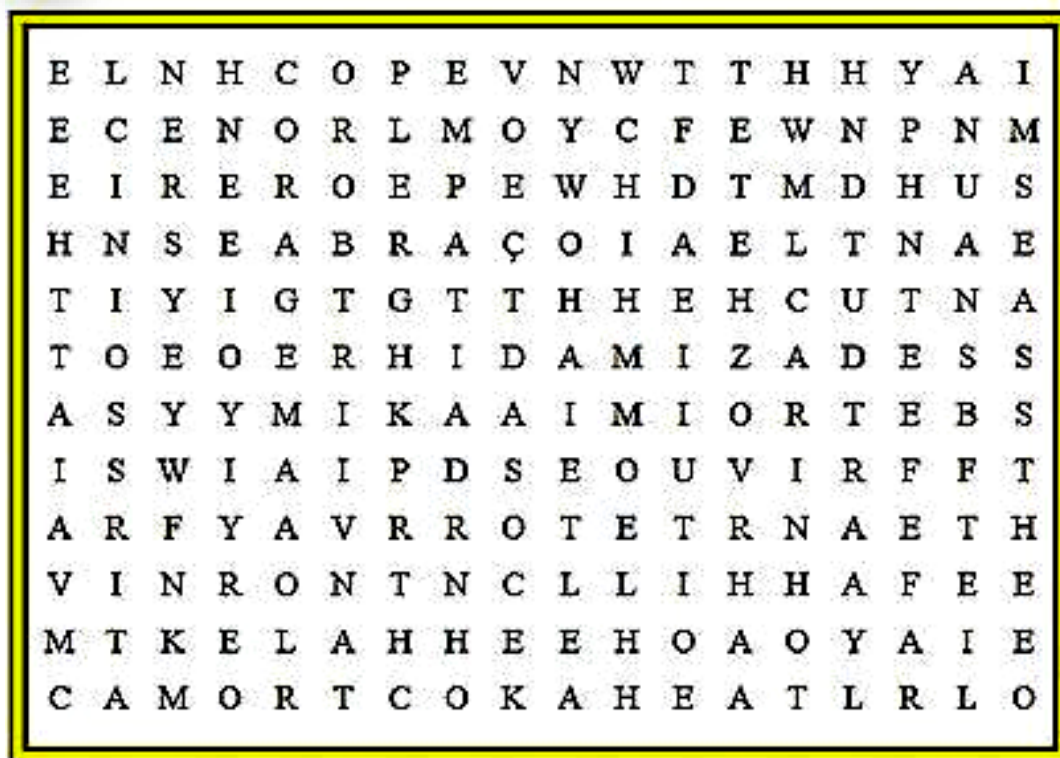 E L N H C O P E V N W T T H H Y A I
E C E N O R L M O Y C F E W N P N M
E I R E R O E P E W H D T M D H U S
H N S E A B R A Ç O I A E L T N A E
T I Y I G T G T T H H E H C U T N A
T O E O E R H I D A M I Z A D E S S
A S Y Y M I K A A I M I O R T E B S
I S W I A I P D S E O U V I R F F T
A R F Y A V R R O T E T R N A E T H
V I N R O N T N C L L I H H A F E E
M T K E L A H H E E H O A O Y A I E
C A M O R T C O K A H E A T L R L O